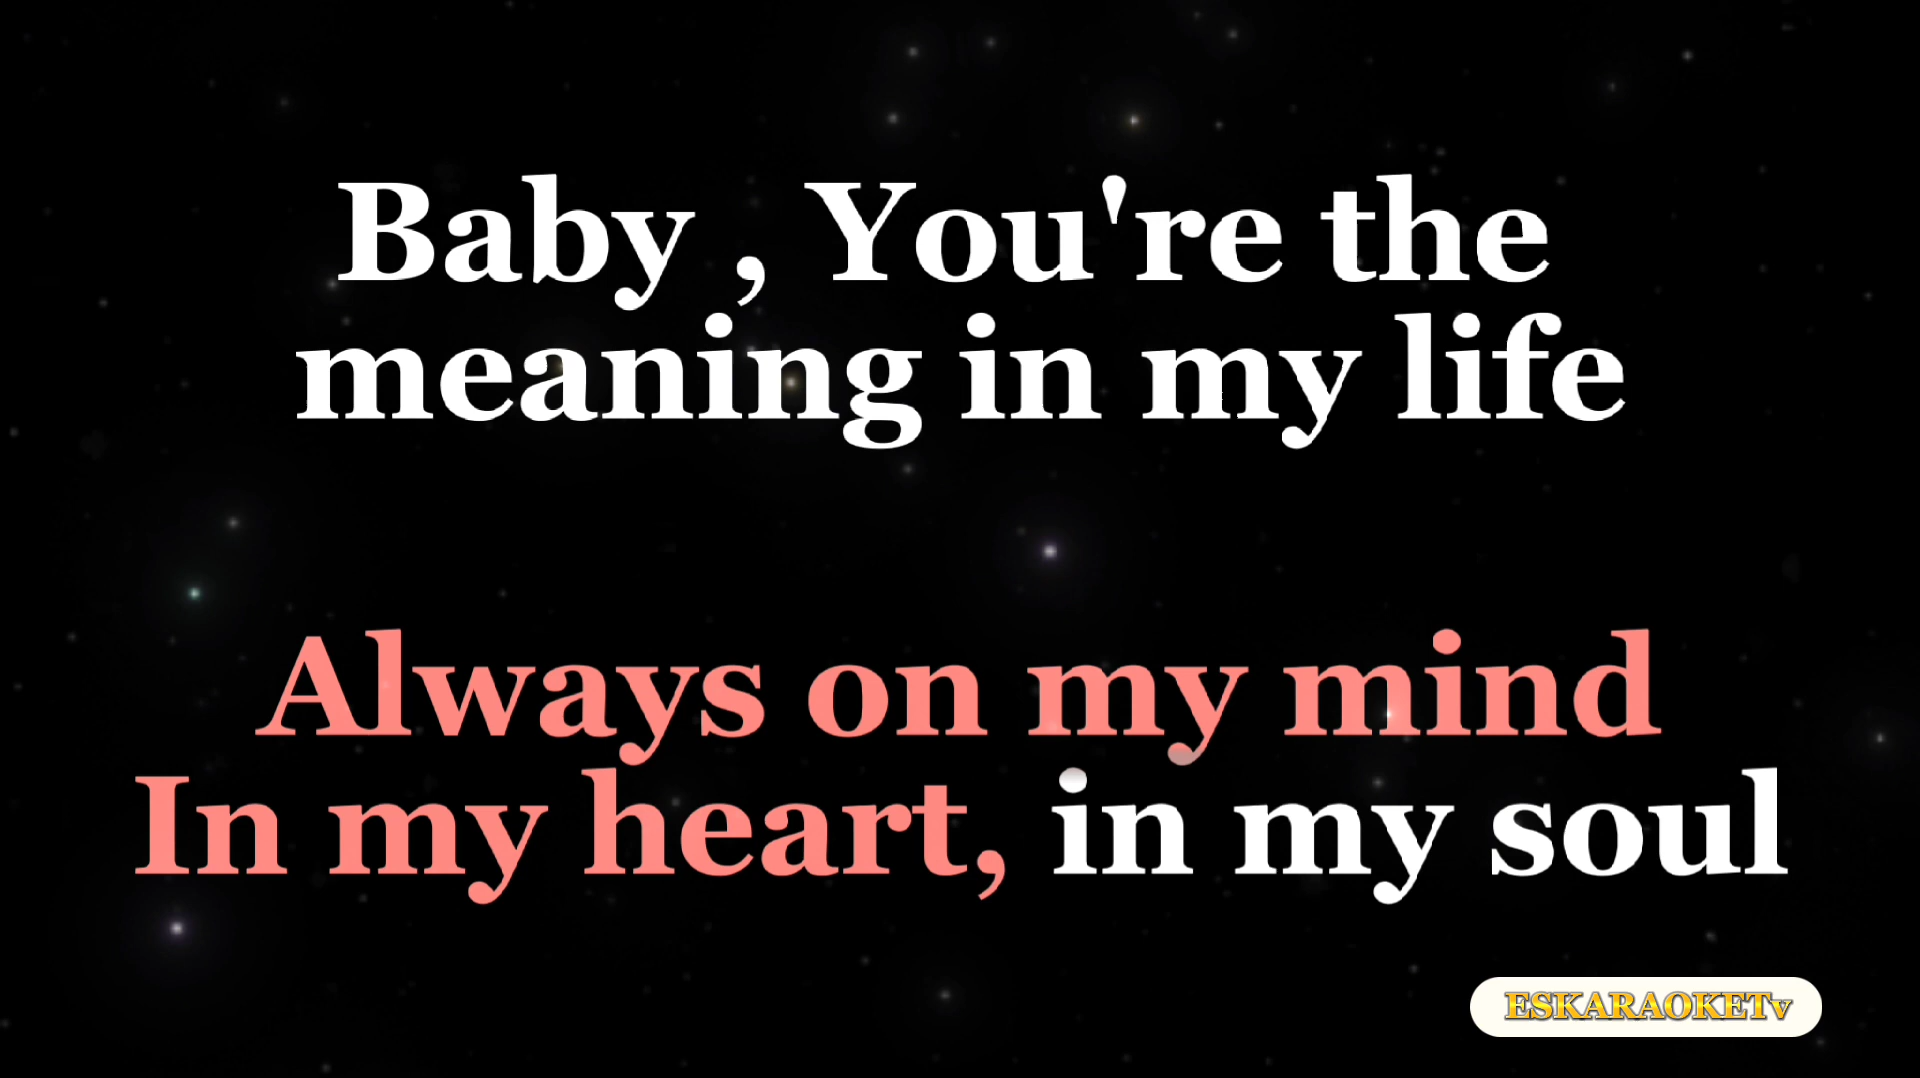 Baby , You're the
meaning in my life
Always on my mind
In my heart, in my soul
ESKARAOKETv